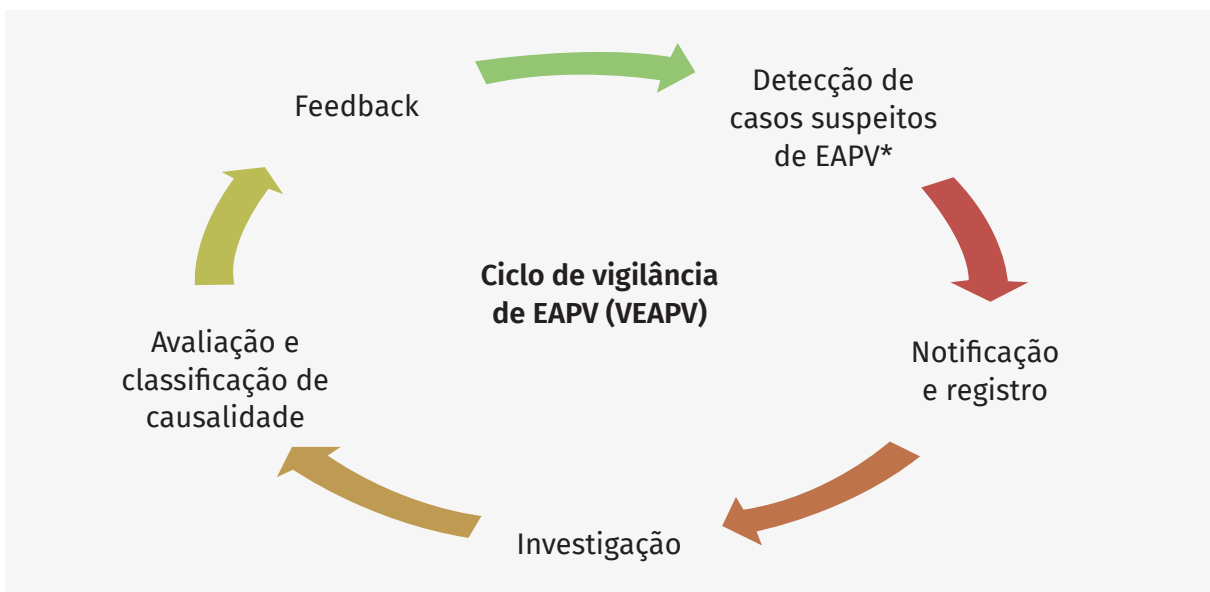 Feedback
Detecção de
casos suspeitos
de EAPV*
Ciclo de vigilância
de EAPV (VEAPV)
Avaliação e
classificação de
causalidade
Notificação
e registro
Investigação